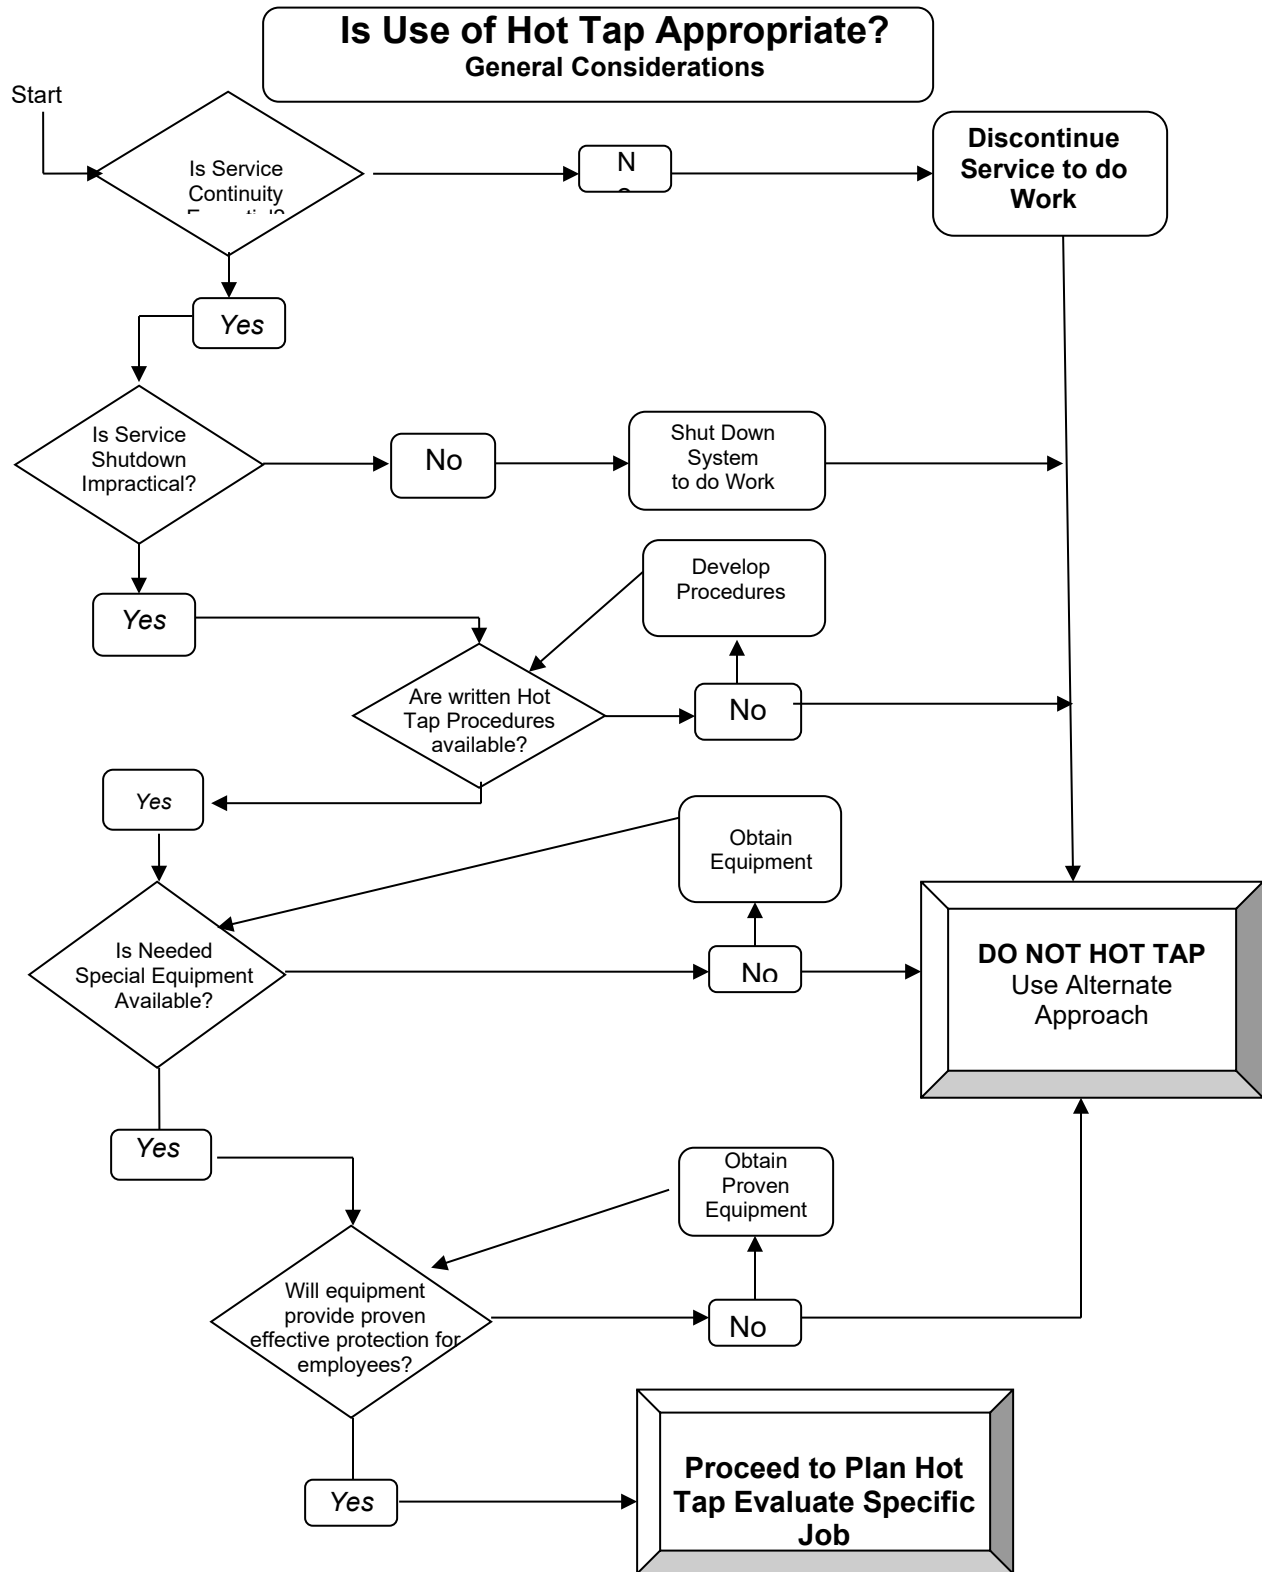 Is Use of Hot Tap Appropriate?
General Considerations
Start
Is Service
Continuity
Discontinue
Service to do
Work
Yes
Is Service
Shutdown
Impractical?
No
Shut Down
System
to do Work
Develop
Procedures
Yes
Are written Hot
Tap Procedures
available?
No
Yes
Obtain
Equipment
Is Needed
Special Equipment
Available?
No
DO NOT HOT TAP
Use Alternate
Approach
Yes
Obtain
Proven
Equipment
Will equipment
provide proven
effective protection for
employees?
No
Proceed to Plan Hot
Tap Evaluate Specific
Job
Yes